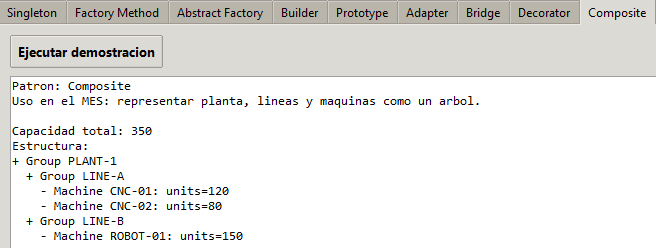 Singleton Factory Method Abstract Factory Builder Prototype Adapter Bridge Decorator Composite
Ejecutar demostracion
Patron: Composite
Uso en el MES: representar planta, lineas y maquinas como un arbol.
Capacidad total: 350
Estructura:
+ Group PLANT-1
+ Group LINE-A
- Machine CNC-01: units=120
- Machine CNC-02: units=80
+ Group LINE-B
- Machine ROBOT-01: units=150